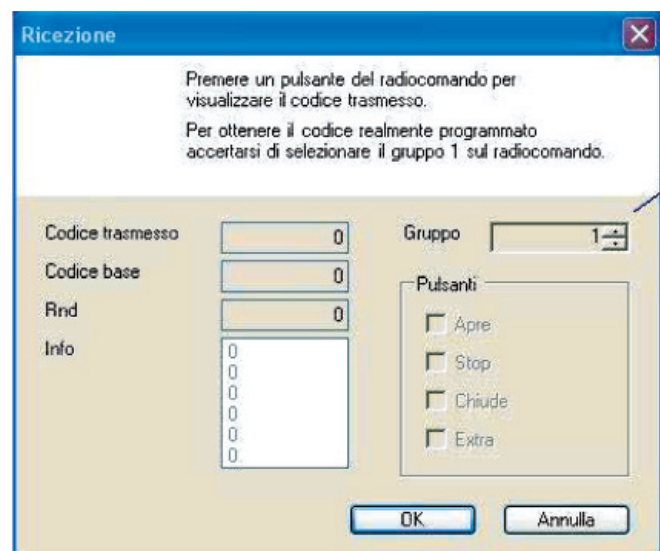 Ricezione
Premere un pulsante del radiocomando per
visualizzare il codice trasmesso.
Per ottenere il codice realmente programmato
accertarsi di selezionare il gruppo 1 sul radiocomando.
Codice trasmesso 0
Gruppo 1
Codice base 0
Rnd 0
Info
0
0
0
0
0
0
Pulsanti
Apre
Stop
Chiude
Extra
OK
Annulla